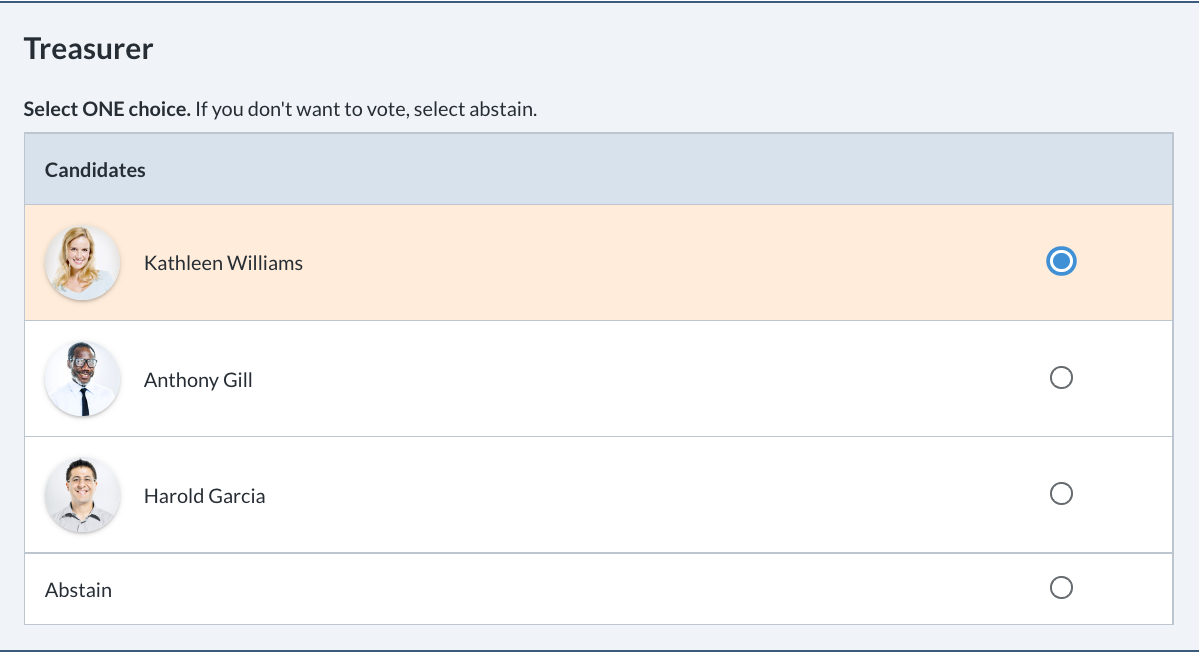 Treasurer
Select ONE choice. If you don't want to vote, select abstain.
Candidates
Kathleen Williams
Anthony Gill
Harold Garcia
Abstain